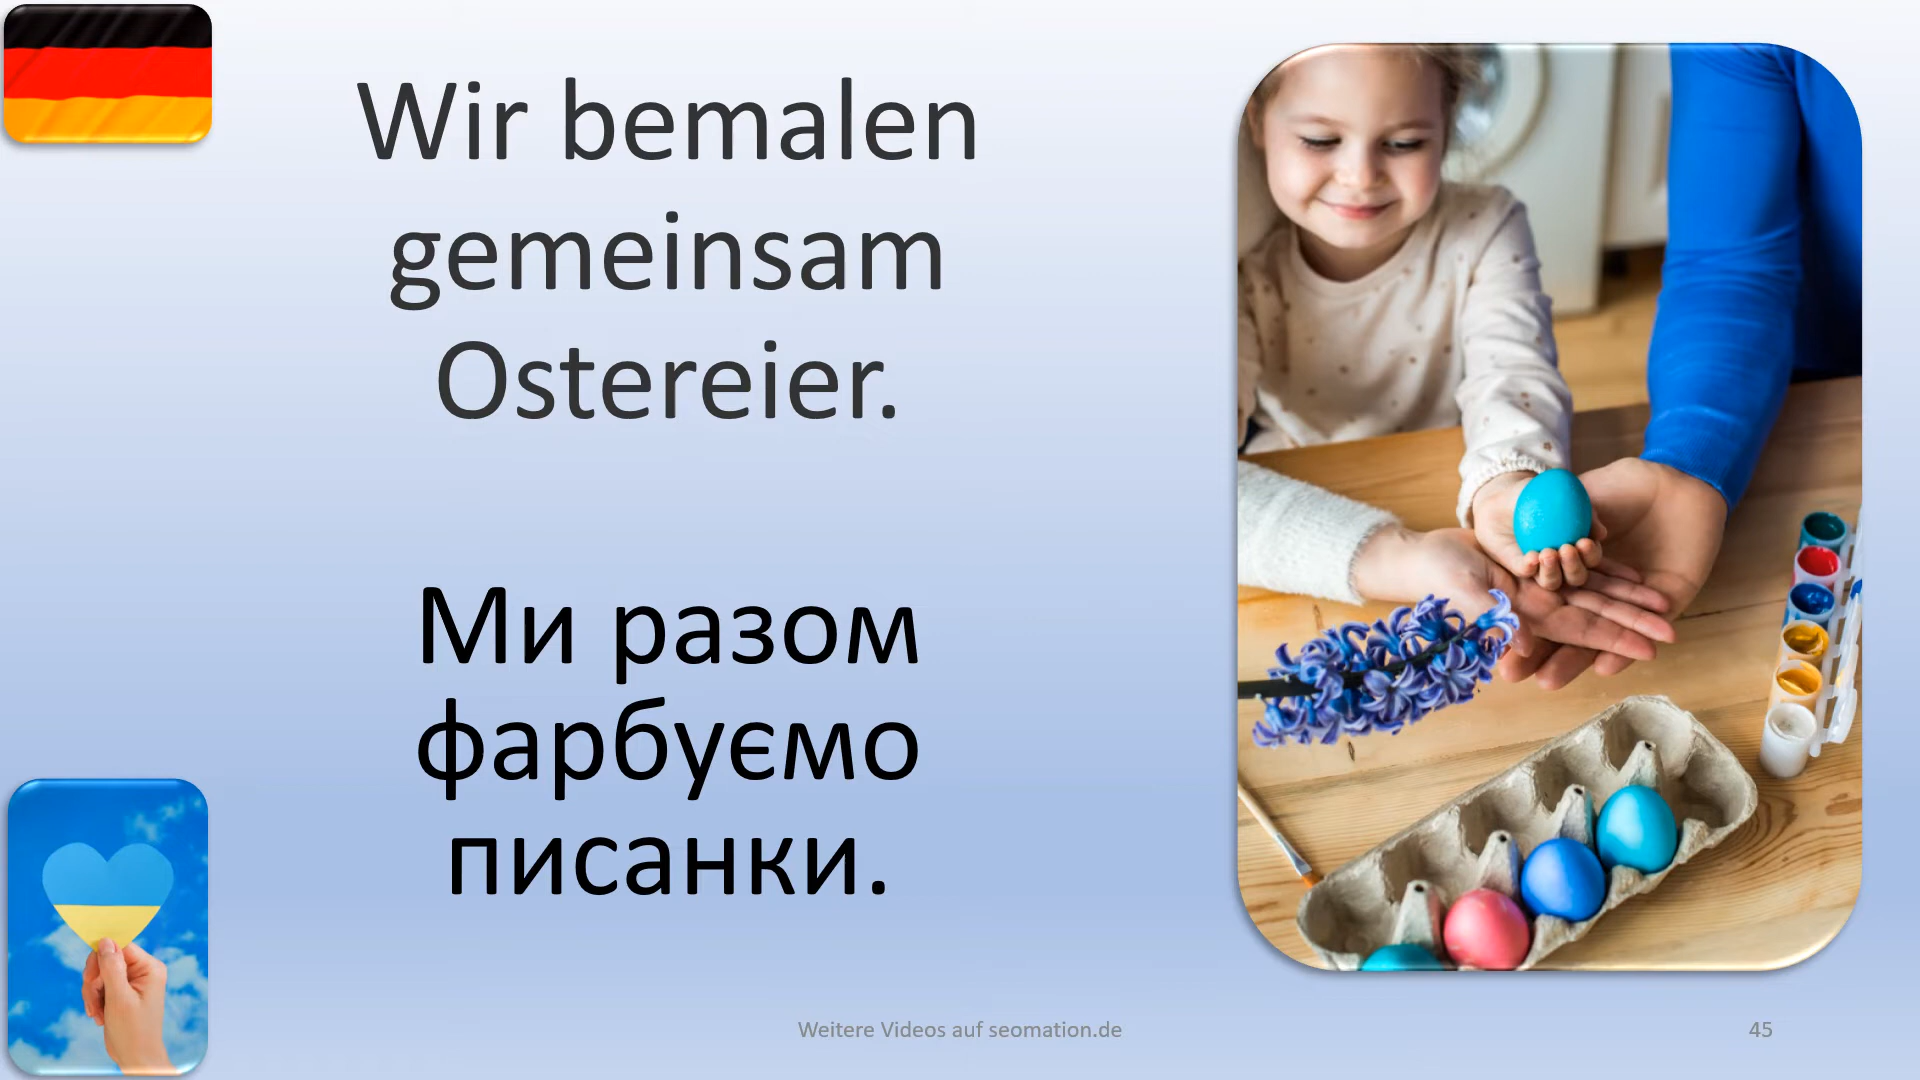 Wir bemalen
gemeinsam
Ostereier.
Ми разом
фарбуємо
писанки.
Weitere Videos auf seomation.de
45